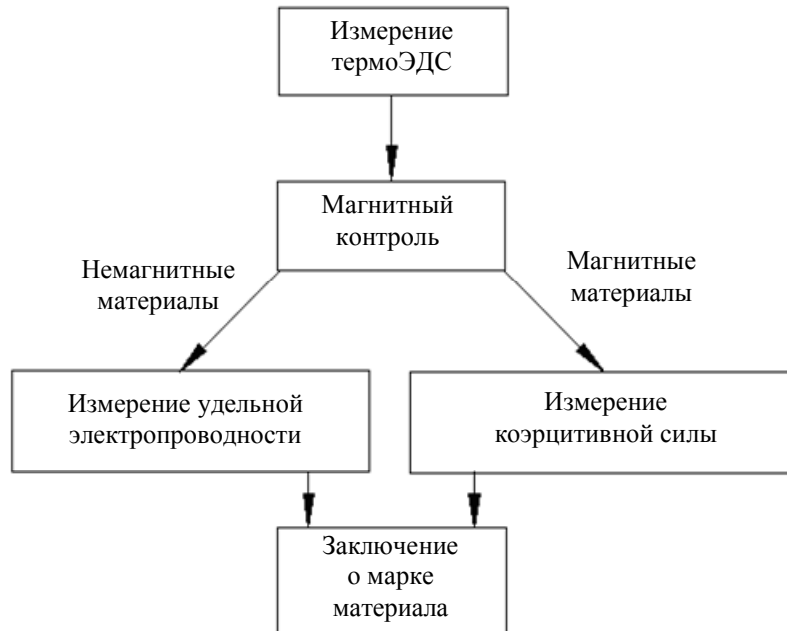 Измерение
термоЭДС
Магнитный
контроль
Немагнитные
материалы
Магнитные
материалы
Измерение удельной
электропроводности
Измерение
коэрцитивной силы
Заключение
о марке
материала